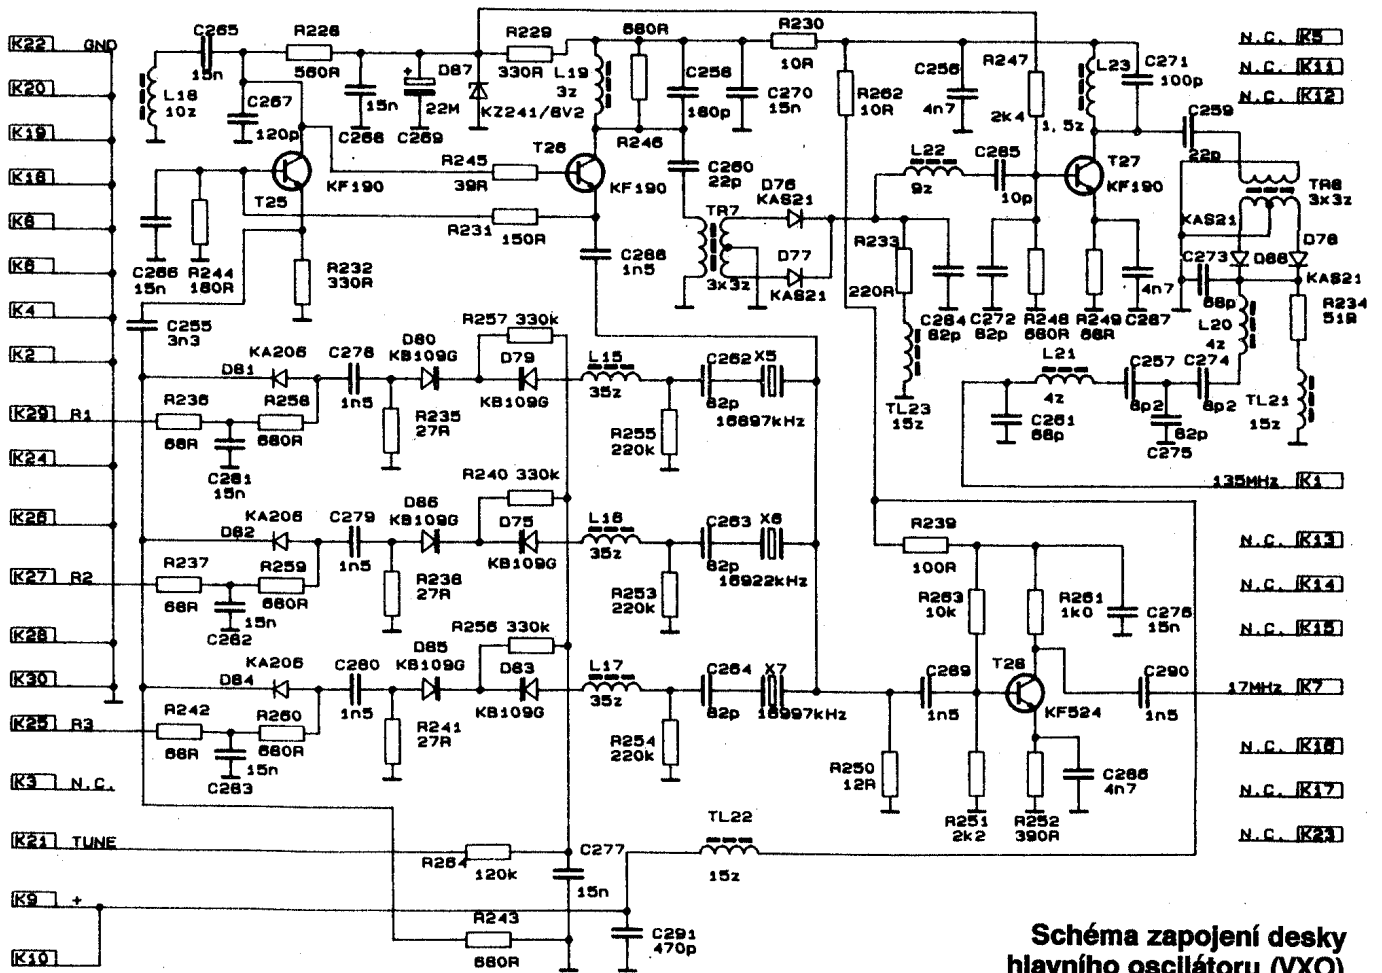 K22 GND
K20
K19
K18
K8
K6
K4
K2
K29 R1
K24
K26
K27 R2
K28
K30
K25 R3
K3 N.C.
K21 TUNE
K9 +
K10
C265
15n
R228
560R
L18
10z
C267
120p
15n
C268
+
22M
C269
D87
KZ241/8V2
R229
330R
L19
3z
680R
R246
C258
180p
C270
15n
R230
10R
R262
10R
C256
4n7
R247
2k4
L23
1,5z
C271
100p
C259
22p
T25
KF190
R245
39R
T26
KF190
R231
150R
C266
15n
R244
180R
R232
330R
C286
1n5
C260
22p
TR7
3x3z
D76
KAS21
D77
KAS21
L22
9z
C285
10p
T27
KF190
TR8
3x3z
KAS21
D88
D78
KAS21
R233
220R
C284
82p
C272
82p
R248
680R
R249
68R
4n7
C287
C273
68p
L20
4z
R234
51R
TL21
15z
TL23
15z
L21
4z
C261
68p
C257
8p2
C274
8p2
82p
C275
135MHz K1
C255
3n3
KA206
D81
C278
1n5
D80
KB109G
R257 330k
D79
KB109G
L15
35z
C262
82p
X5
16897kHz
R236
68R
R258
680R
C281
15n
R235
27R
R255
220k
KA206
D82
C279
1n5
D86
KB109G
R240 330k
D75
KB109G
L16
35z
C263
82p
X6
16922kHz
R237
68R
R259
680R
15n
C282
R238
27R
R253
220k
KA206
D84
C280
1n5
D85
KB109G
R256 330k
D83
KB109G
L17
35z
C264
82p
X7
16997kHz
R242
68R
R260
680R
15n
C283
R241
27R
R254
220k
R264
120k
C277
15n
R243
680R
C291
470p
TL22
15z
R239
100R
R263
10k
R261
1k0
C276
15n
C289
1n5
T28
KF524
C290
1n5
17MHz K7
R250
12R
R251
2k2
R252
390R
C288
4n7
N.C. K5
N.C. K11
N.C. K12
N.C. K13
N.C. K14
N.C. K15
N.C. K16
N.C. K17
N.C. K23
Schéma zapojení desky
hlavního oscilátoru (VXO)